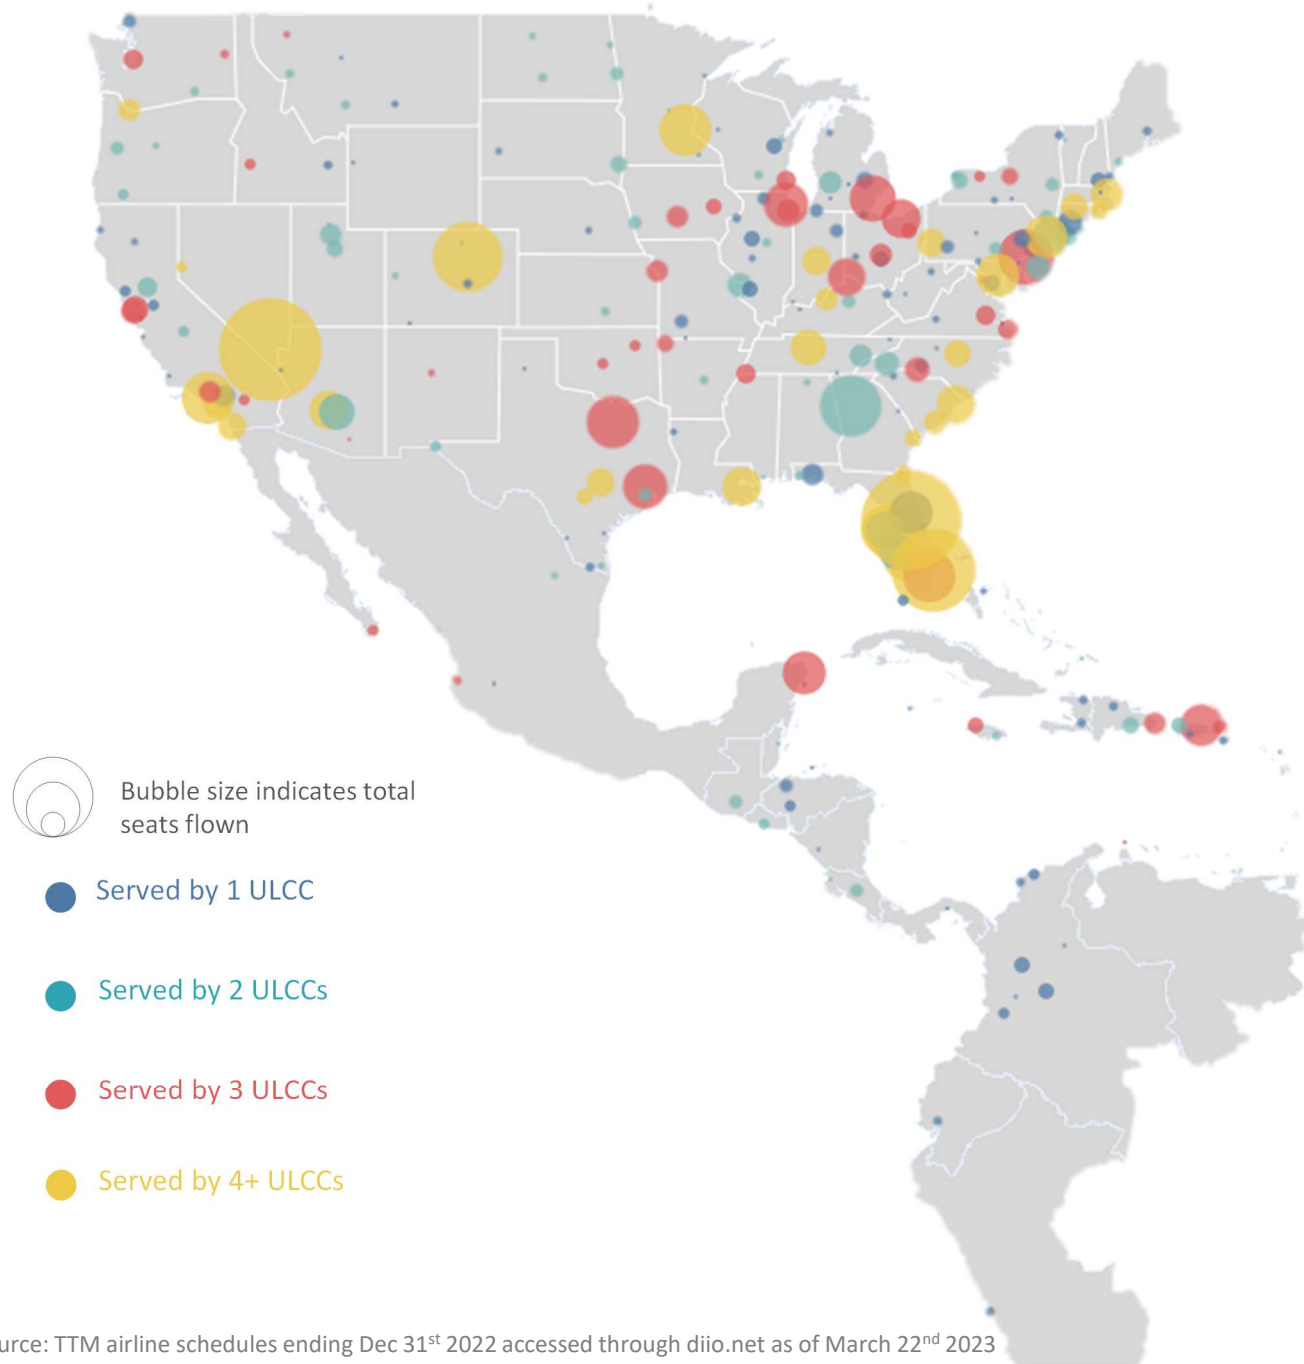 Bubble size indicates total
seats flown
Served by 1 ULCC
Served by 2 ULCCs
Served by 3 ULCCs
Served by 4+ ULCCs
urce: TTM airline schedules ending Dec 31st 2022 accessed through diio.net as of March 22nd 2023